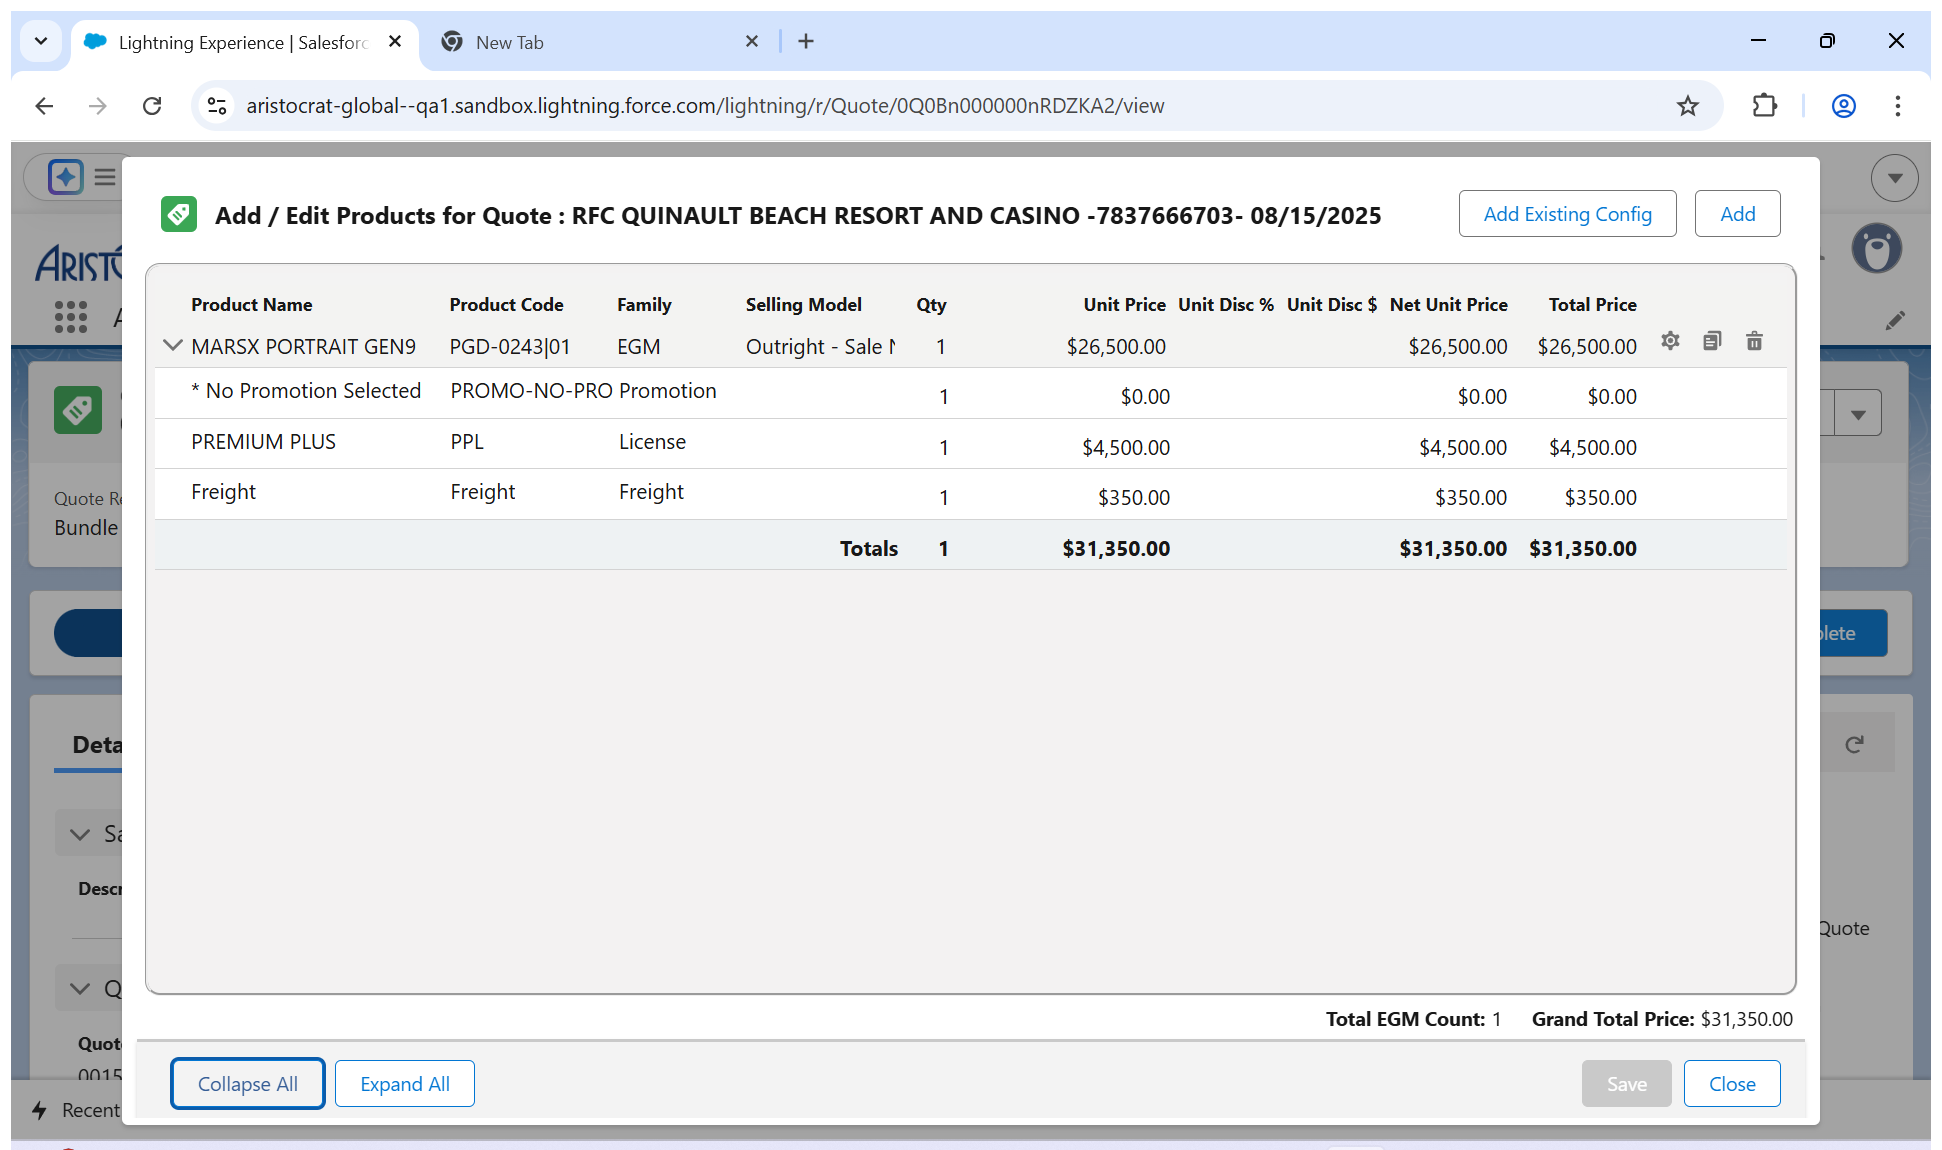 Lightning Experience | Salesforc
New Tab
aristocrat-global--qa1.sandbox.lightning.force.com/lightning/r/Quote/0Q0Bn000000nRDZKA2/view
Add / Edit Products for Quote : RFC QUINAULT BEACH RESORT AND CASINO -7837666703- 08/15/2025
Add Existing Config
Add
Product Name Product Code Family Selling Model Qty Unit Price Unit Disc % Unit Disc $ Net Unit Price Total Price
MARSX PORTRAIT GEN9 PGD-0243|01 EGM Outright - Sale 1 $26,500.00 $26,500.00 $26,500.00
* No Promotion Selected PROMO-NO-PRO Promotion 1 $0.00 $0.00 $0.00
PREMIUM PLUS PPL License 1 $4,500.00 $4,500.00 $4,500.00
Freight Freight Freight 1 $350.00 $350.00 $350.00
Totals 1 $31,350.00 $31,350.00 $31,350.00
Total EGM Count: 1 Grand Total Price: $31,350.00
Collapse All
Expand All
Save
Close
ARISTO
Quote Re
Bundle
plete
Deta
Sa
Descr
Q
Quote
Quot
0015
Recent